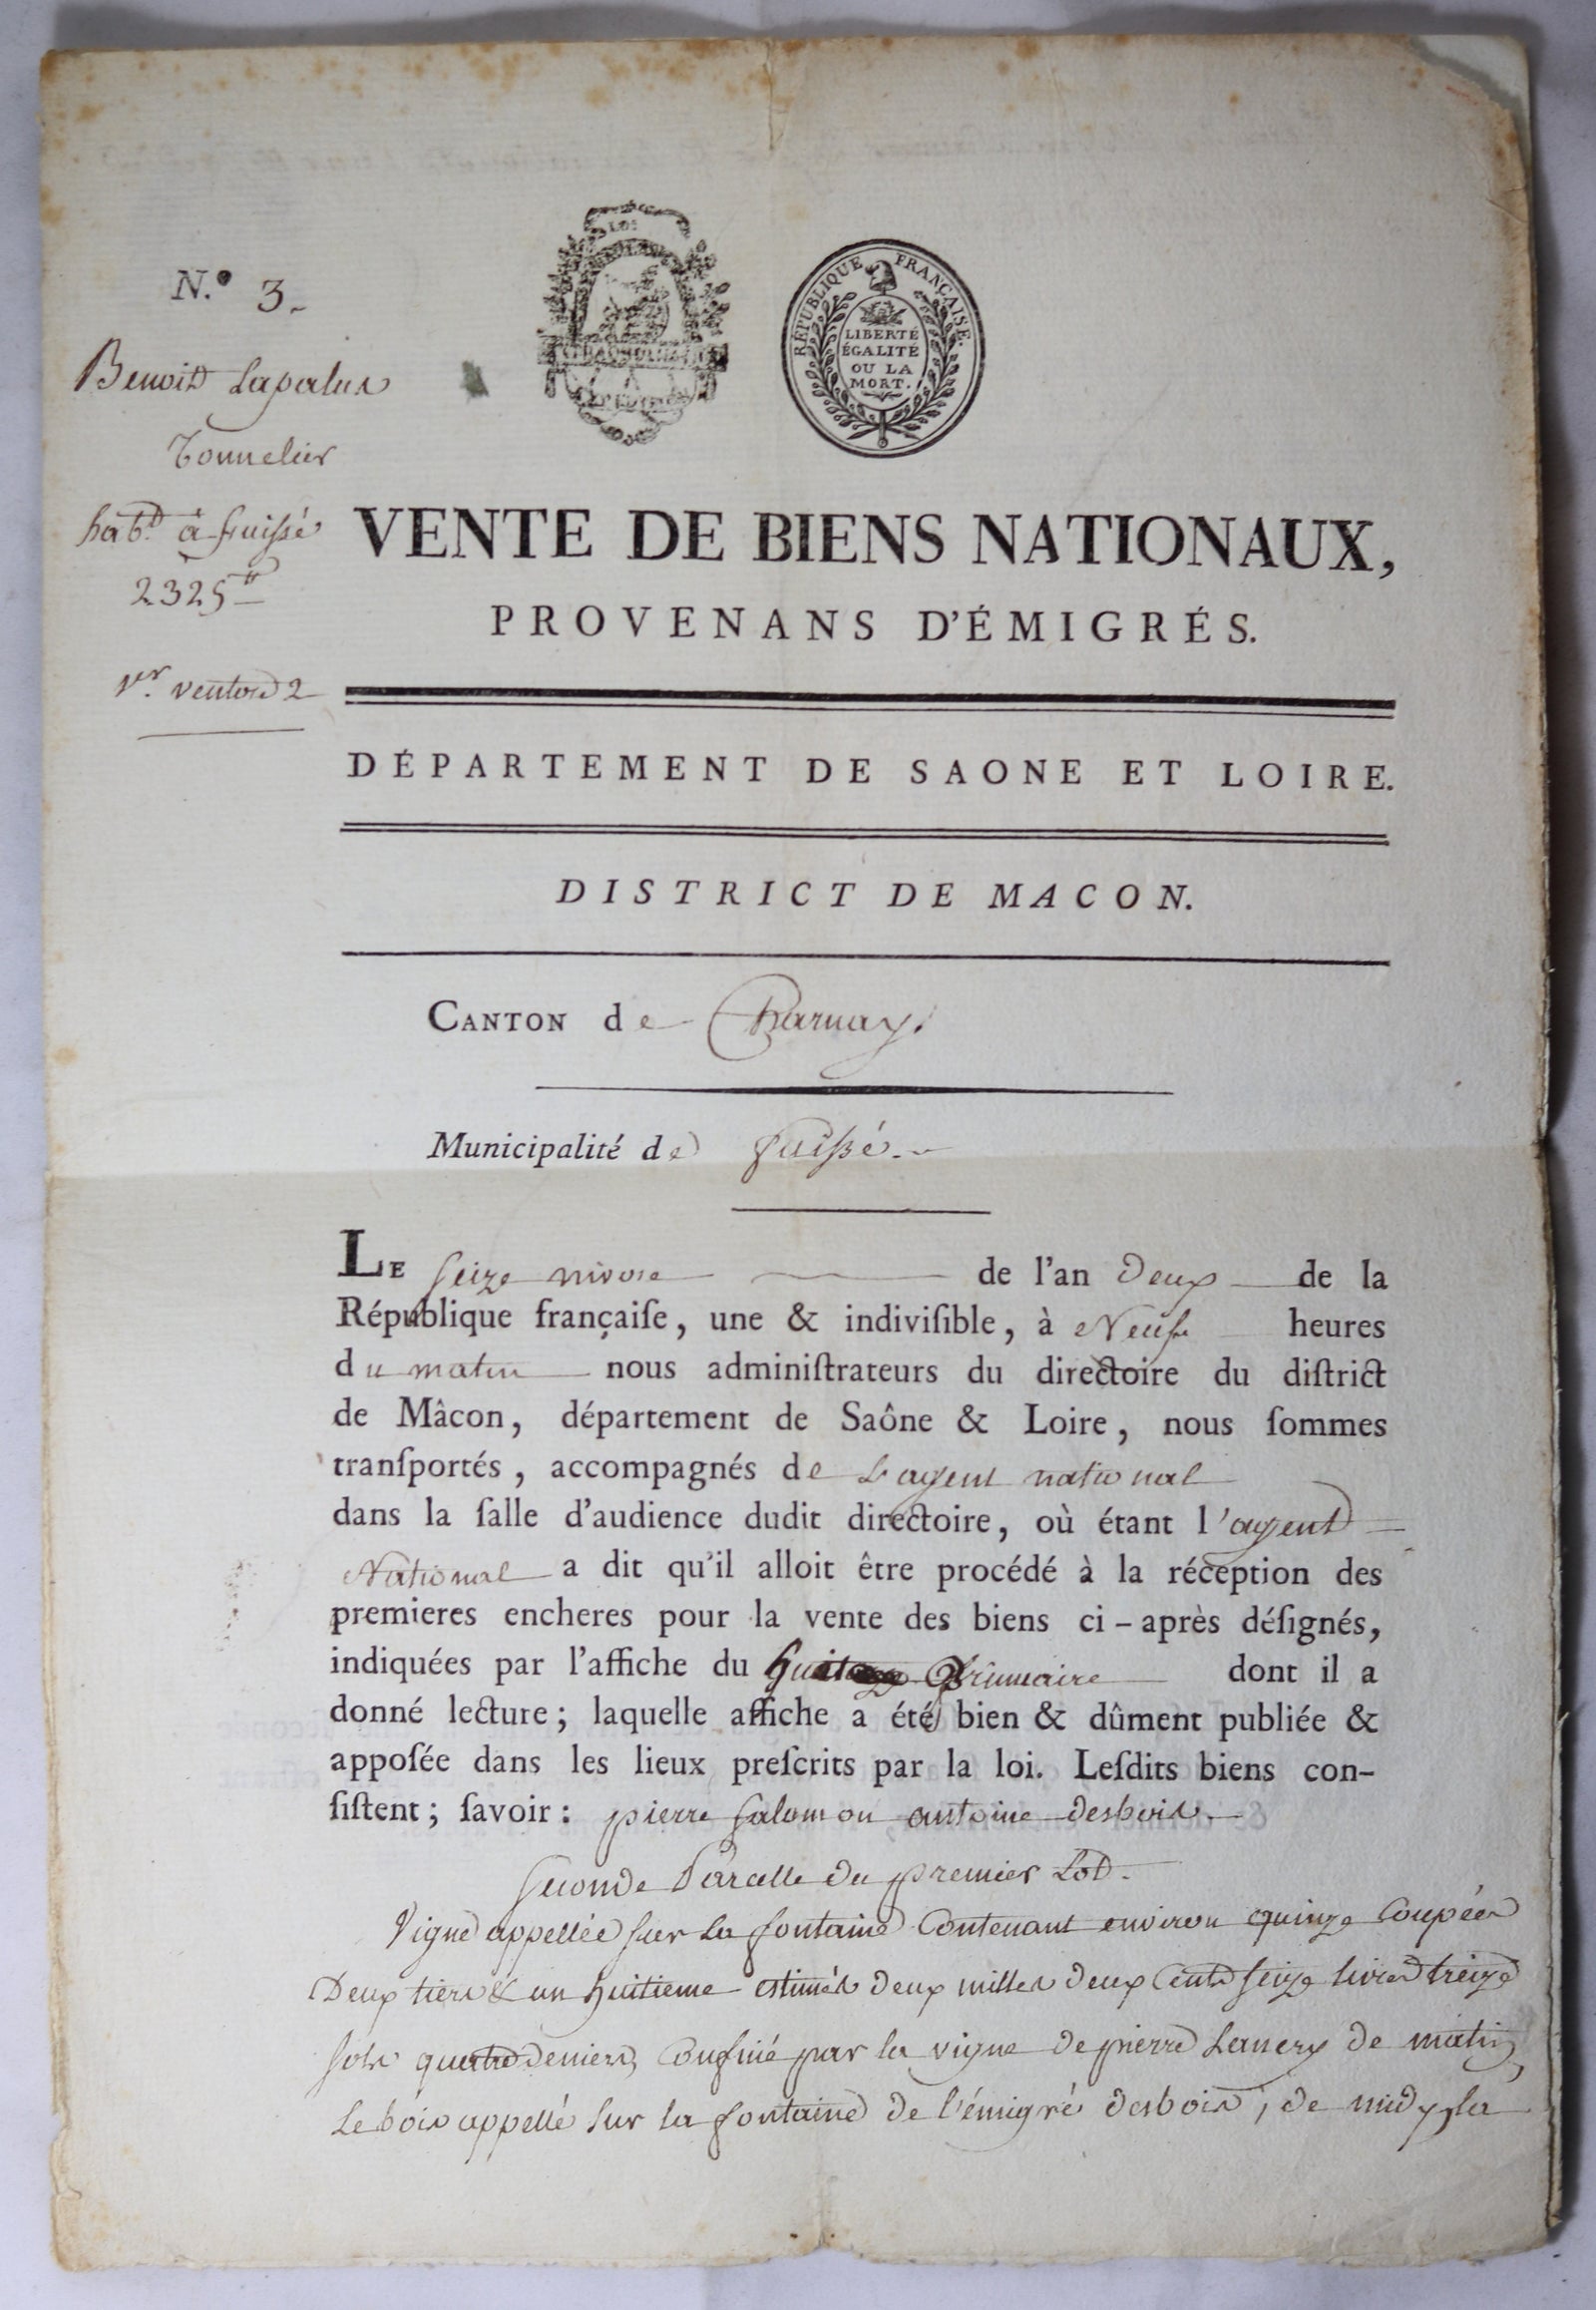 N.º 3.
Benoit Lapalus
Tonnelier
hab.t à fuissé
2325 tt
1er. ventose 2
RÉPUBLIQUE FRANÇAISE.
LIBERTÉ
ÉGALITÉ
OU LA
MORT.
VENTE DE BIENS NATIONAUX,
PROVENANS D'ÉMIGRÉS.
DÉPARTEMENT DE SAONE ET LOIRE.
DISTRICT DE MACON.
CANTON de Charnay.
Municipalité de fuissé.
LE seize nivose de l'an deux de la
République françaiſe, une & indiviſible, à Neufs heures
du matin nous adminiſtrateurs du directoire du diſtrict
de Mâcon, département de Saône & Loire, nous ſommes
tranſportés, accompagnés de L'agent national
dans la ſalle d'audience dudit directoire, où étant l'agent
National a dit qu'il alloit être procédé à la réception des
premieres encheres pour la vente des biens ci-après déſignés,
indiquées par l'affiche du huit frimaire dont il a
donné lecture; laquelle affiche a été bien & dûment publiée &
appoſée dans les lieux preſcrits par la loi. Leſdits biens con-
ſiſtent; ſavoir: pierre salomon antoine desbois.
seconde Parcelle du premier Lot.
Vigne appellée sur la fontaine contenant environ quinze Coupées
Deux tiers & un huitieme estimés deux milles deux Cents seize livres treize
sols quatre deniers, Confiné par la vigne de pierre Lanery de matin,
Le bois appellé sur la fontaine de l'émigré desbois, de midy, la